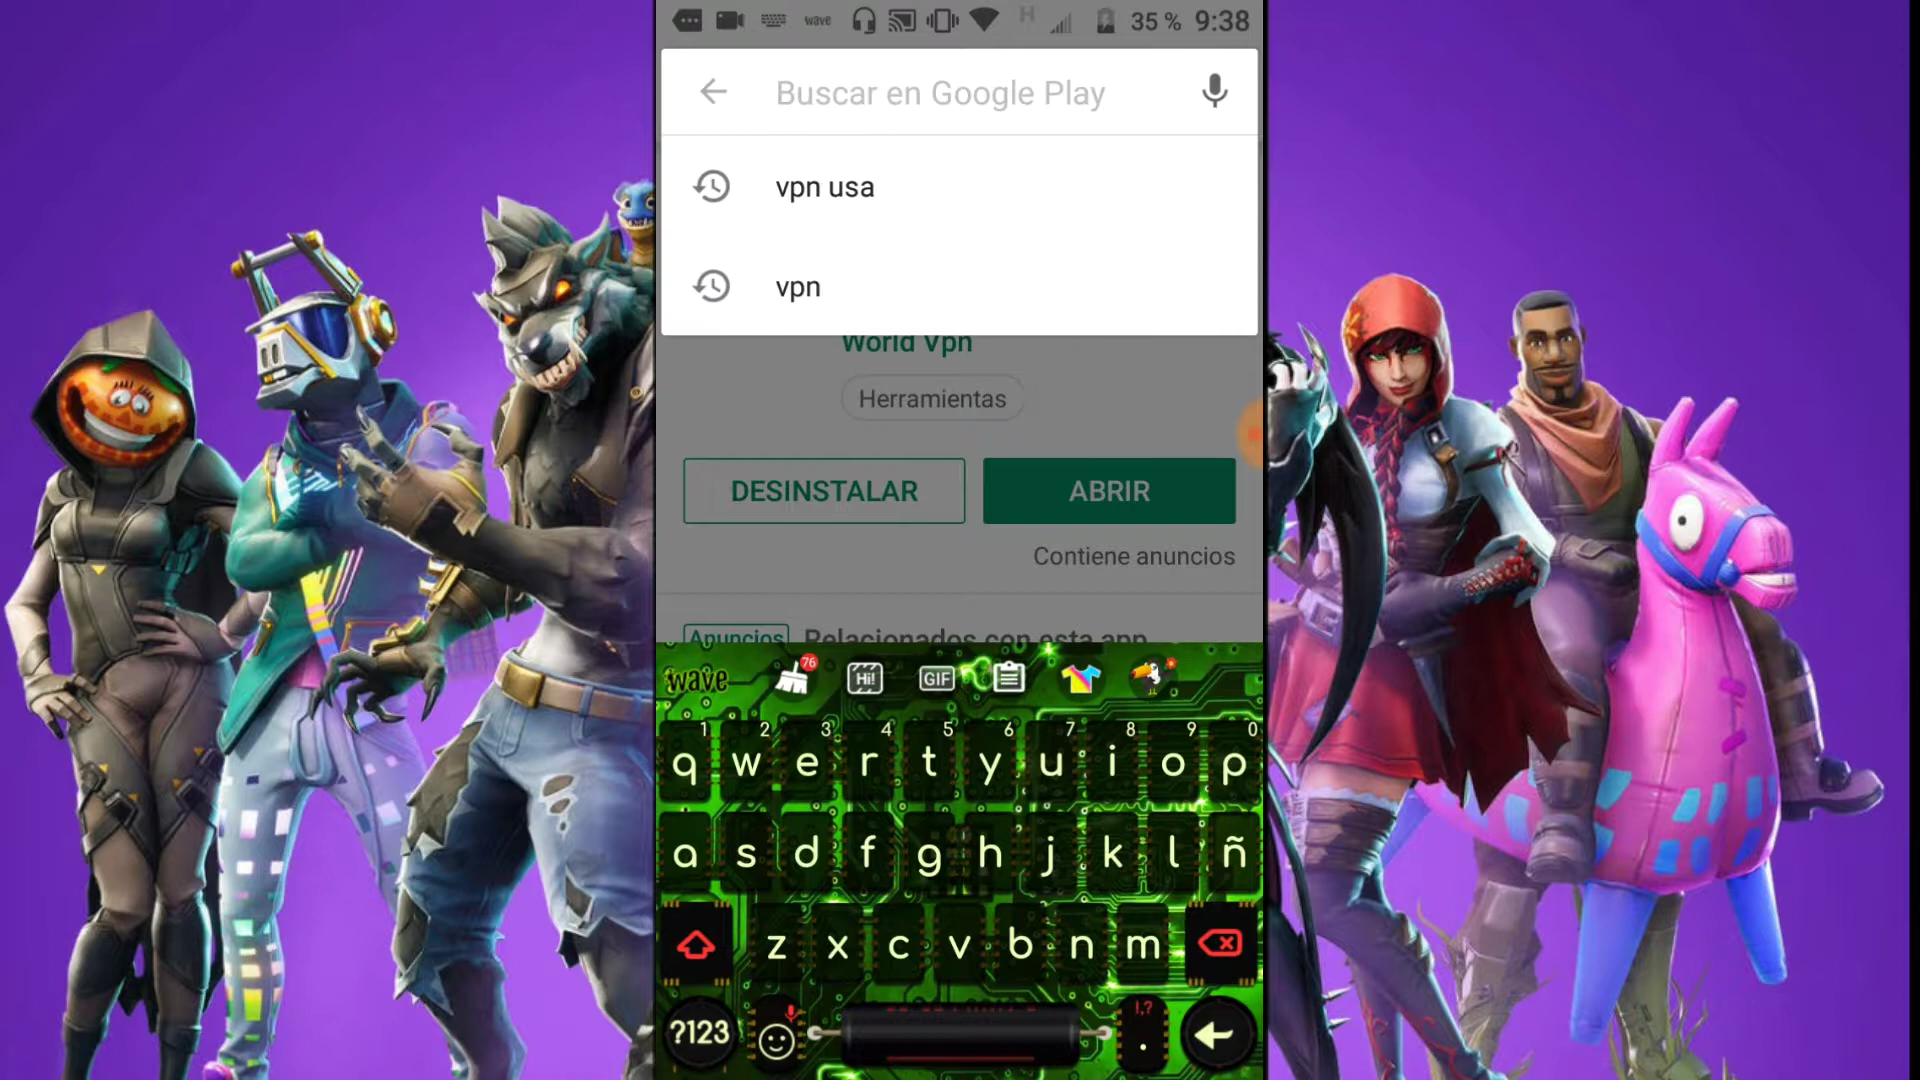 wave H 35 % 9:38
Buscar en Google Play
vpn usa
vpn
World Vpn
Herramientas
DESINSTALAR ABRIR
Contiene anuncios
Anuncios Relacionados con esta app
wave 76 Hi! GIF
1 2 3 4 5 6 7 8 9 0
q w e r t y u i o p
a s d f g h j k l ñ
z x c v b n m
!,?
?123 .